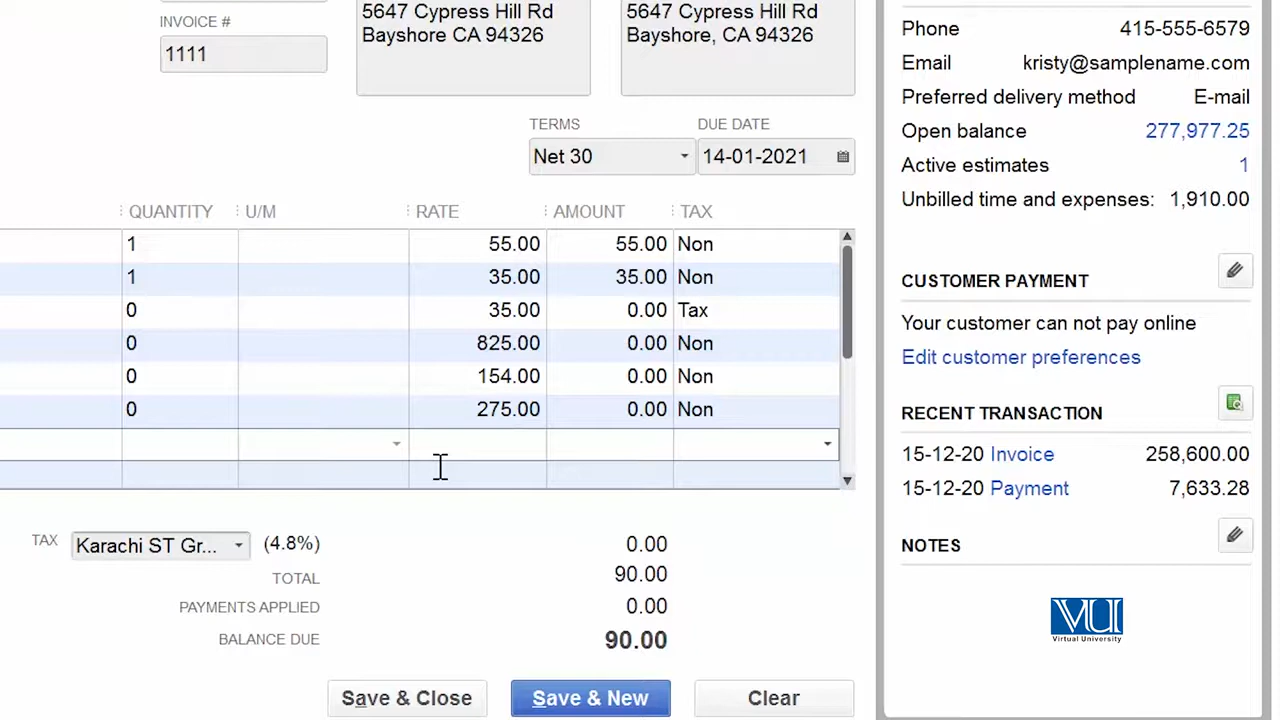 INVOICE #
1111
5647 Cypress Hill Rd
Bayshore CA 94326
5647 Cypress Hill Rd
Bayshore, CA 94326
TERMS
Net 30
DUE DATE
14-01-2021
QUANTITY U/M RATE AMOUNT TAX
1 55.00 55.00 Non
1 35.00 35.00 Non
0 35.00 0.00 Tax
0 825.00 0.00 Non
0 154.00 0.00 Non
0 275.00 0.00 Non
TAX Karachi ST Gr... (4.8%) 0.00
TOTAL 90.00
PAYMENTS APPLIED 0.00
BALANCE DUE 90.00
Save & Close Save & New Clear
Phone 415-555-6579
Email kristy@samplename.com
Preferred delivery method E-mail
Open balance 277,977.25
Active estimates 1
Unbilled time and expenses: 1,910.00
CUSTOMER PAYMENT
Your customer can not pay online
Edit customer preferences
RECENT TRANSACTION
15-12-20 Invoice 258,600.00
15-12-20 Payment 7,633.28
NOTES
VU
Virtual University